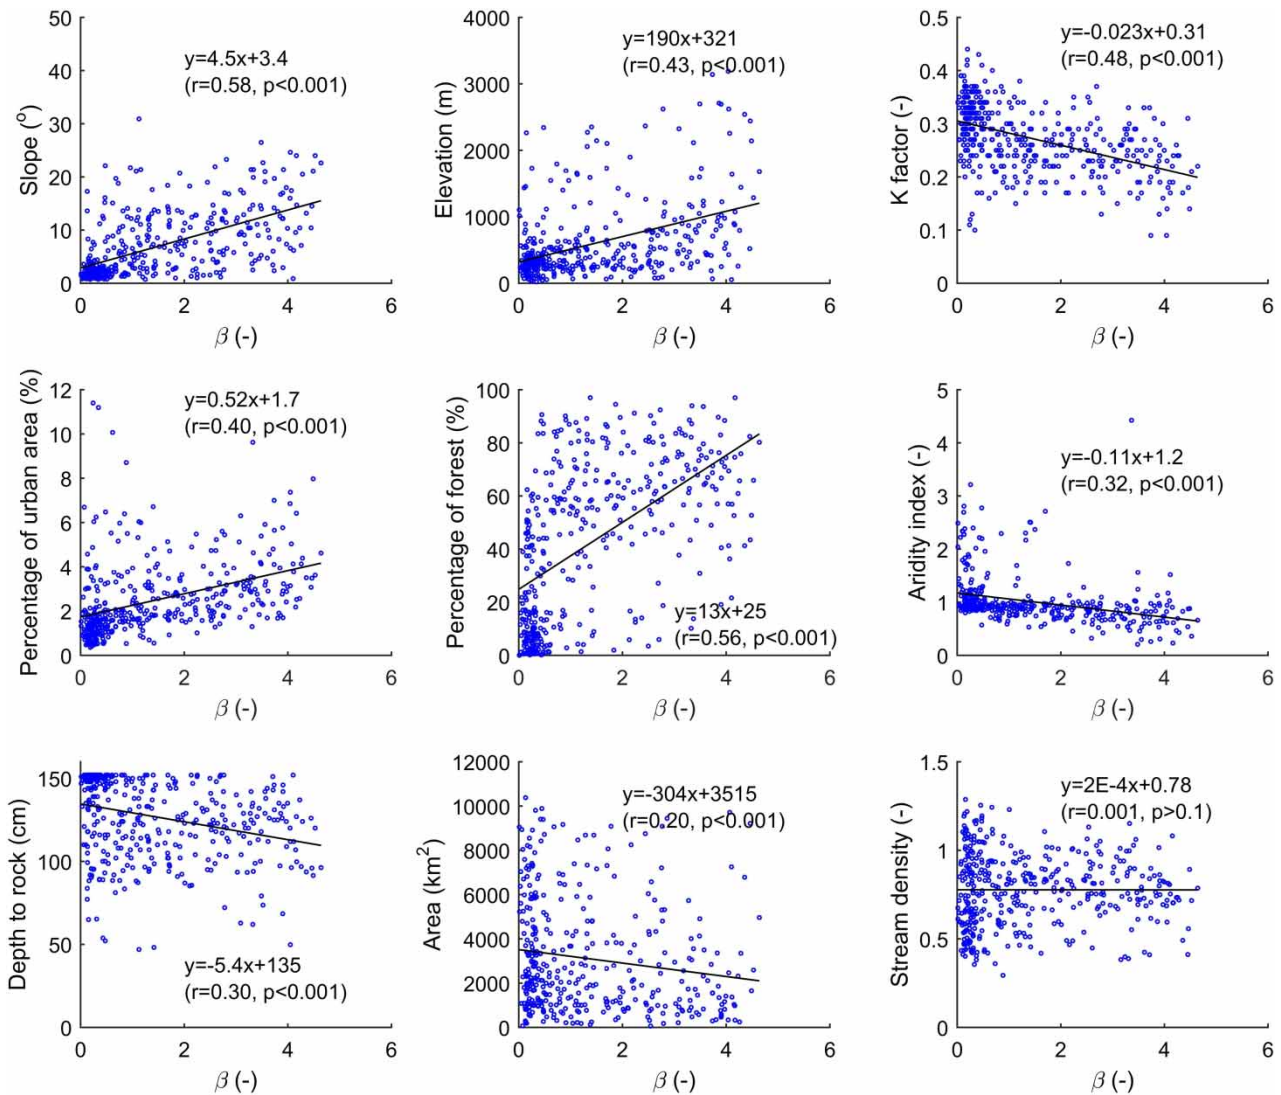 50
40
30
20
10
0
Slope (°)
y=4.5x+3.4
(r=0.58, p<0.001)
0 2 4 6
β (-)
4000
3000
2000
1000
0
Elevation (m)
y=190x+321
(r=0.43, p<0.001)
0 2 4 6
β (-)
0.5
0.4
0.3
0.2
0.1
0
K factor (-)
y=-0.023x+0.31
(r=0.48, p<0.001)
0 2 4 6
β (-)
12
10
8
6
4
2
0
Percentage of urban area (%)
y=0.52x+1.7
(r=0.40, p<0.001)
0 2 4 6
β (-)
100
80
60
40
20
0
Percentage of forest (%)
y=13x+25
(r=0.56, p<0.001)
0 2 4 6
β (-)
5
4
3
2
1
0
Aridity index (-)
y=-0.11x+1.2
(r=0.32, p<0.001)
0 2 4 6
β (-)
150
100
50
0
Depth to rock (cm)
y=-5.4x+135
(r=0.30, p<0.001)
0 2 4 6
β (-)
12000
10000
8000
6000
4000
2000
0
Area (km²)
y=-304x+3515
(r=0.20, p<0.001)
0 2 4 6
β (-)
1.5
1
0.5
0
Stream density (-)
y=2E-4x+0.78
(r=0.001, p>0.1)
0 2 4 6
β (-)